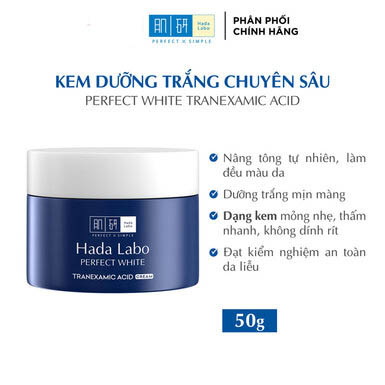 肌 研
Hada
Labo
PERFECT X SIMPLE
PHÂN PHỐI
CHÍNH HÃNG
KEM DƯỠNG TRẮNG CHUYÊN SÂU
PERFECT WHITE TRANEXAMIC ACID
Nâng tông tự nhiên, làm
đều màu da
Dưỡng trắng mịn màng
Dạng kem mỏng nhẹ, thấm
nhanh, không dính rít
Đạt kiểm nghiệm an toàn
da liễu
50g
肌 研
Hada
Labo
PERFECT X SIMPLE
Hada Labo
PERFECT WHITE
TRANEXAMIC ACID CREAM